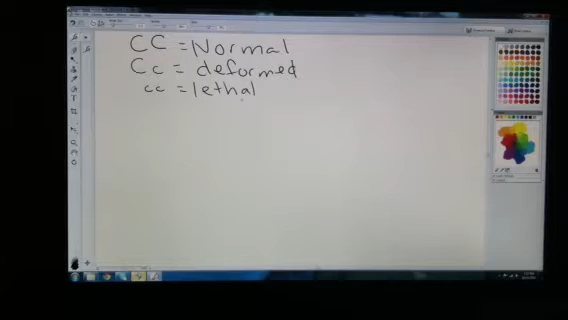 CC = Normal
Cc = deformed
cc = lethal